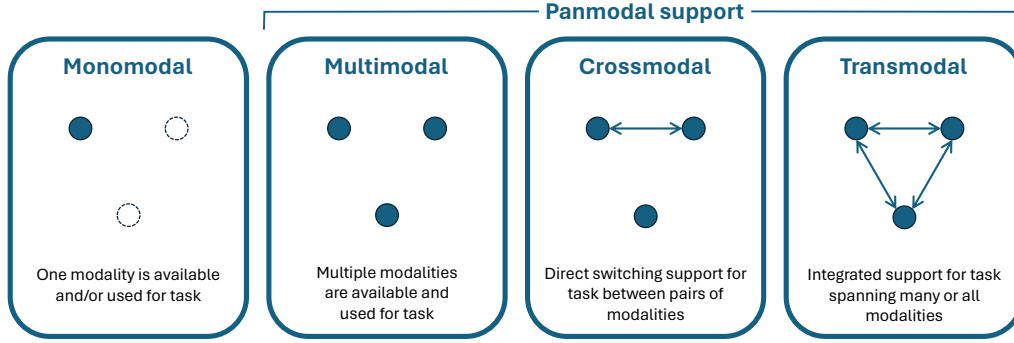 Panmodal support
Monomodal
One modality is available
and/or used for task
Multimodal
Multiple modalities
are available and
used for task
Crossmodal
Direct switching support for
task between pairs of
modalities
Transmodal
Integrated support for task
spanning many or all
modalities